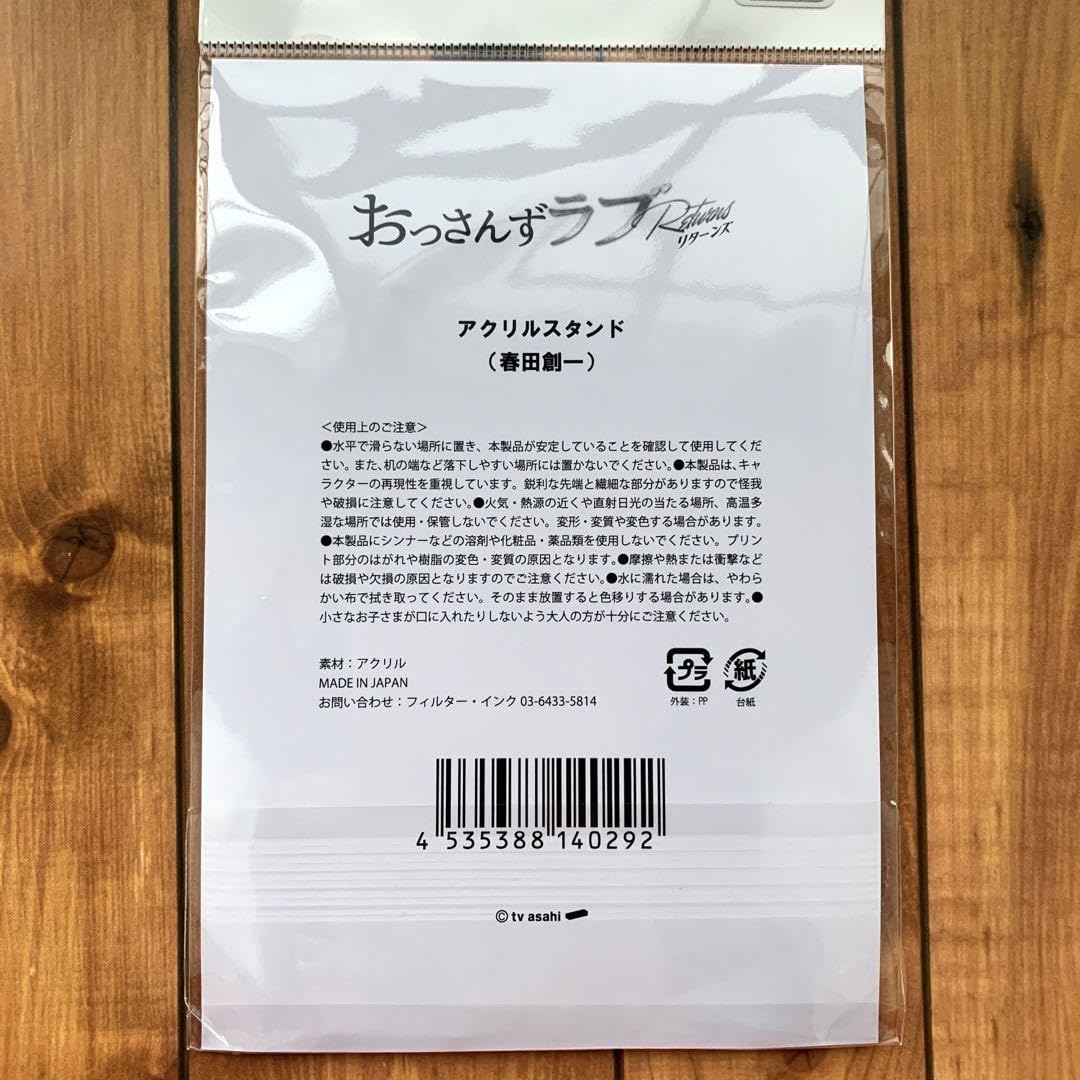 おっさんずラブ Returns
リターンズ
アクリルスタンド
(春田創一)
＜使用上のご注意＞
●水平で滑らない場所に置き、本製品が安定していることを確認して使用してくだ
さい。また、机の端など落下しやすい場所には置かないでください。●本製品は、キャ
ラクターの再現性を重視しています。鋭利な先端と繊細な部分がありますので怪我
や破損に注意してください。●火気・熱源の近くや直射日光の当たる場所、高温多
湿な場所では使用・保管しないでください。変形・変質や変色する場合があります。
●本製品にシンナーなどの溶剤や化粧品・薬品類を使用しないでください。プリン
ト部分のはがれや樹脂の変色・変質の原因となります。●摩擦や熱または衝撃など
は破損や欠損の原因となりますのでご注意ください。●水に濡れた場合は、やわら
かい布で拭き取ってください。そのまま放置すると色移りする場合があります。●
小さなお子さまが口に入れたりしないよう大人の方が十分にご注意ください。
素材：アクリル
MADE IN JAPAN
お問い合わせ：フィルター・インク 03-6433-5814
プラ 紙
外装：PP 台紙
4 535388 140292
© tv asahi